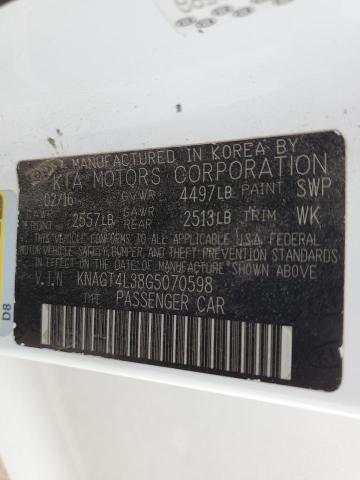 MANUFACTURED IN KOREA BY
KIA MOTORS CORPORATION
02/16 GVWR 4497LB PAINT SWP
GAWR FRONT 2557LB GAWR REAR 2513LB TRIM WK
THIS VEHICLE CONFORMS TO ALL APPLICABLE U.S.A. FEDERAL
MOTOR VEHICLE SAFETY, BUMPER, AND THEFT PREVENTION
STANDARDS IN EFFECT ON THE DATE OF MANUFACTURE
SHOWN ABOVE.
V.I.N KNAGT4L38G5070598
TYPE PASSENGER CAR
D8